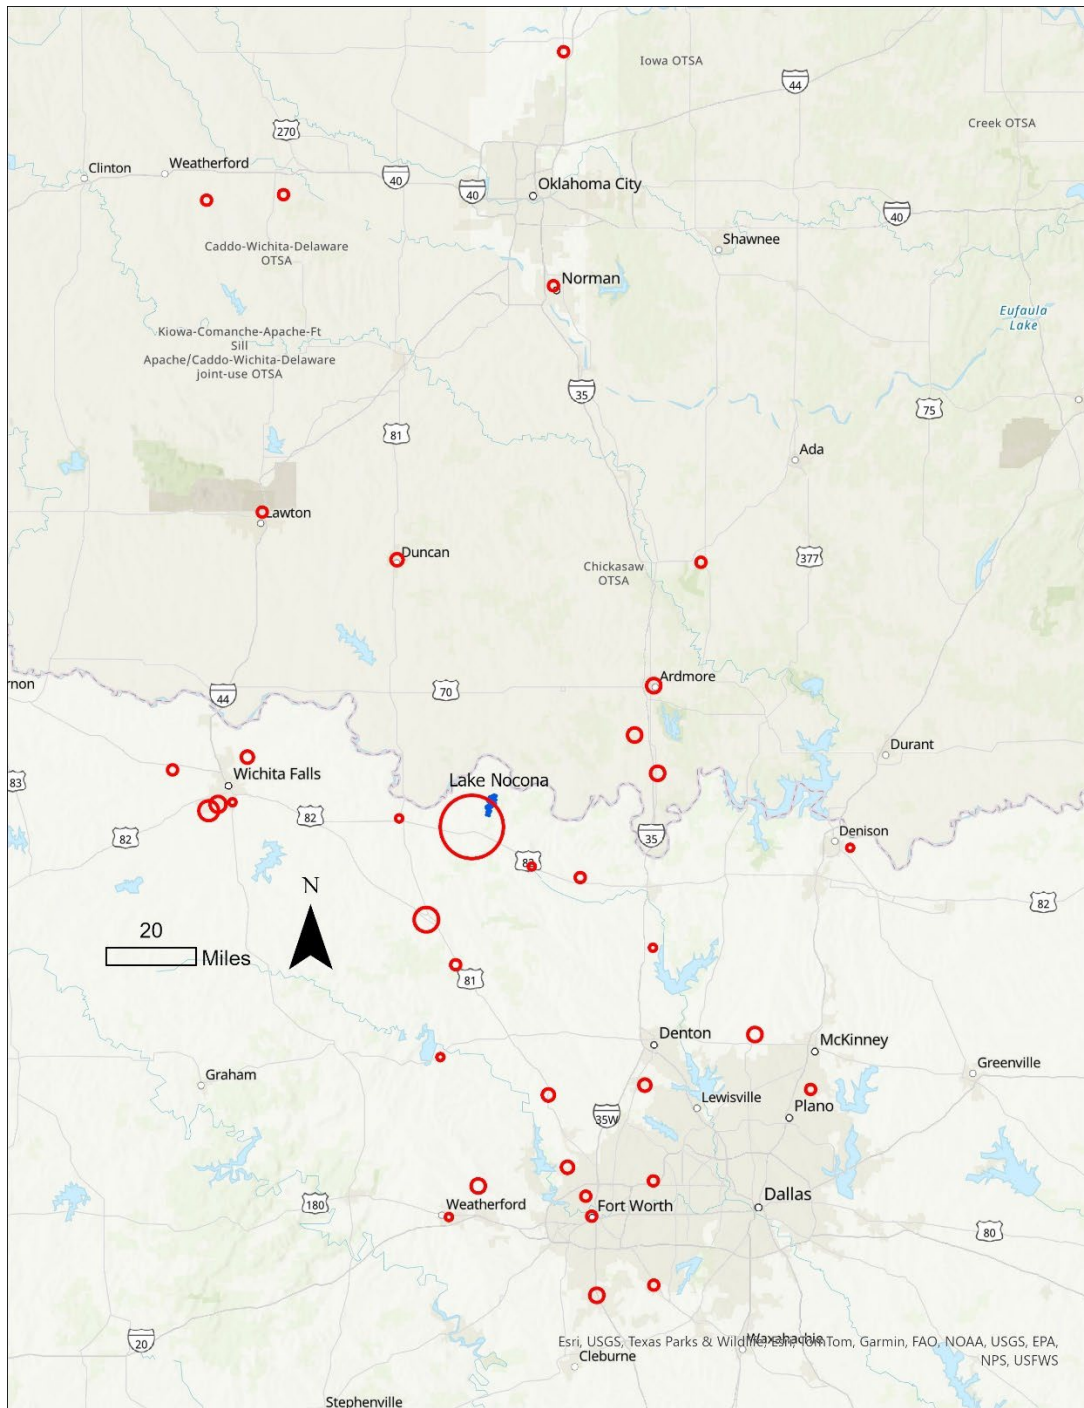 Iowa OTSA
44
Creek OTSA
270
Clinton
Weatherford
40
40
Oklahoma City
40
Shawnee
Caddo-Wichita-Delaware
OTSA
Norman
Eufaula
Lake
Kiowa-Comanche-Apache-Ft
Sill
Apache/Caddo-Wichita-Delaware
joint-use OTSA
35
75
81
Ada
Lawton
Duncan
Chickasaw
OTSA
377
Ardmore
rnon
44
70
Durant
83
Wichita Falls
Lake Nocona
82
82
35
Denison
82
82
N
20
Miles
81
Denton
McKinney
Greenville
Graham
Lewisville
Plano
35W
180
Weatherford
Fort Worth
Dallas
80
20
Waxahachie
Esri, USGS, Texas Parks & Wildlife, Esri, TomTom, Garmin, FAO, NOAA, USGS, EPA,
NPS, USFWS
Cleburne
Stephenville